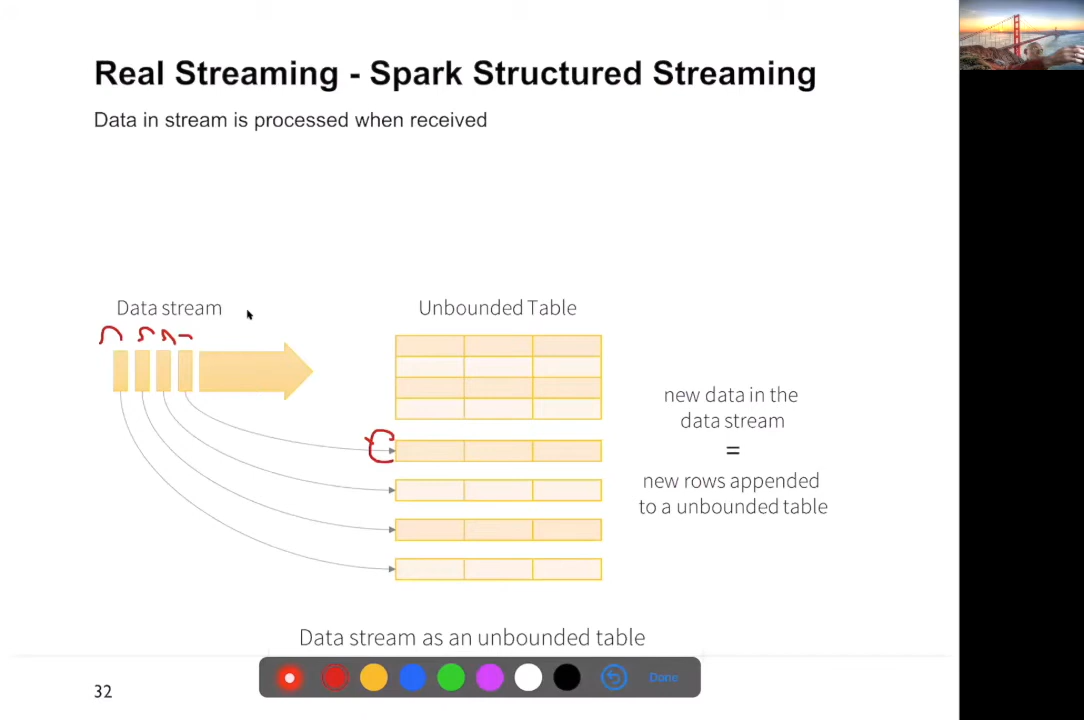 Real Streaming - Spark Structured Streaming
Data in stream is processed when received
Data stream
Unbounded Table
new data in the
data stream
=
new rows appended
to a unbounded table
Data stream as an unbounded table
Done
32